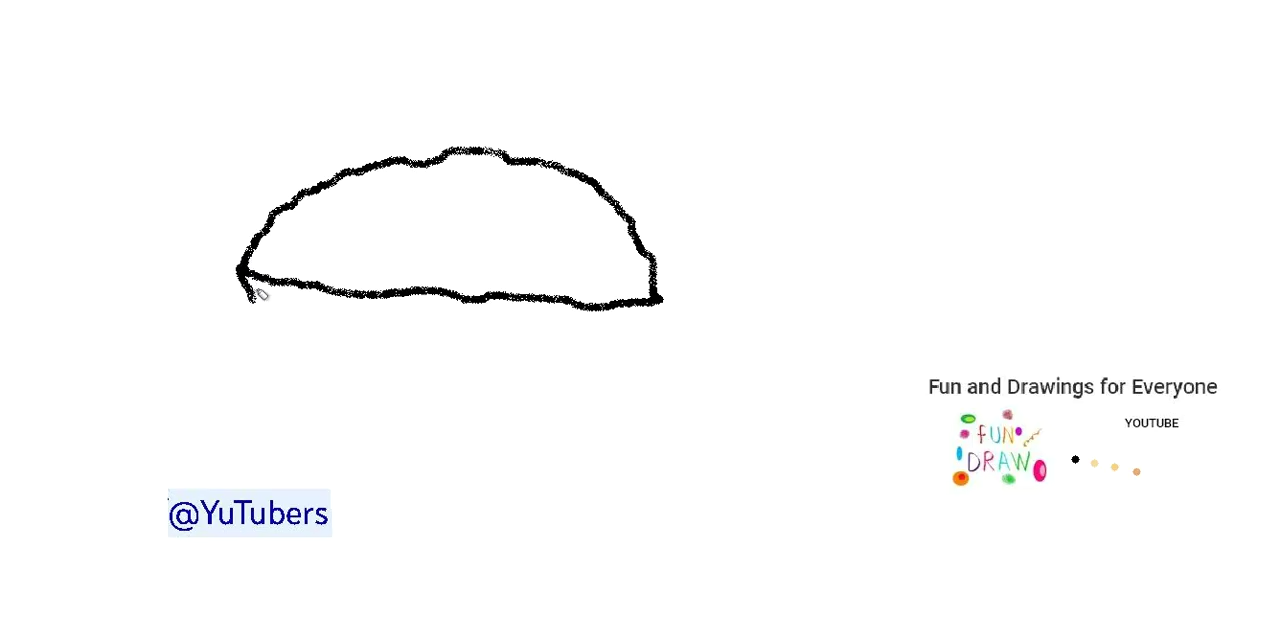 Fun and Drawings for Everyone
YOUTUBE
FUN
DRAW
@YuTubers